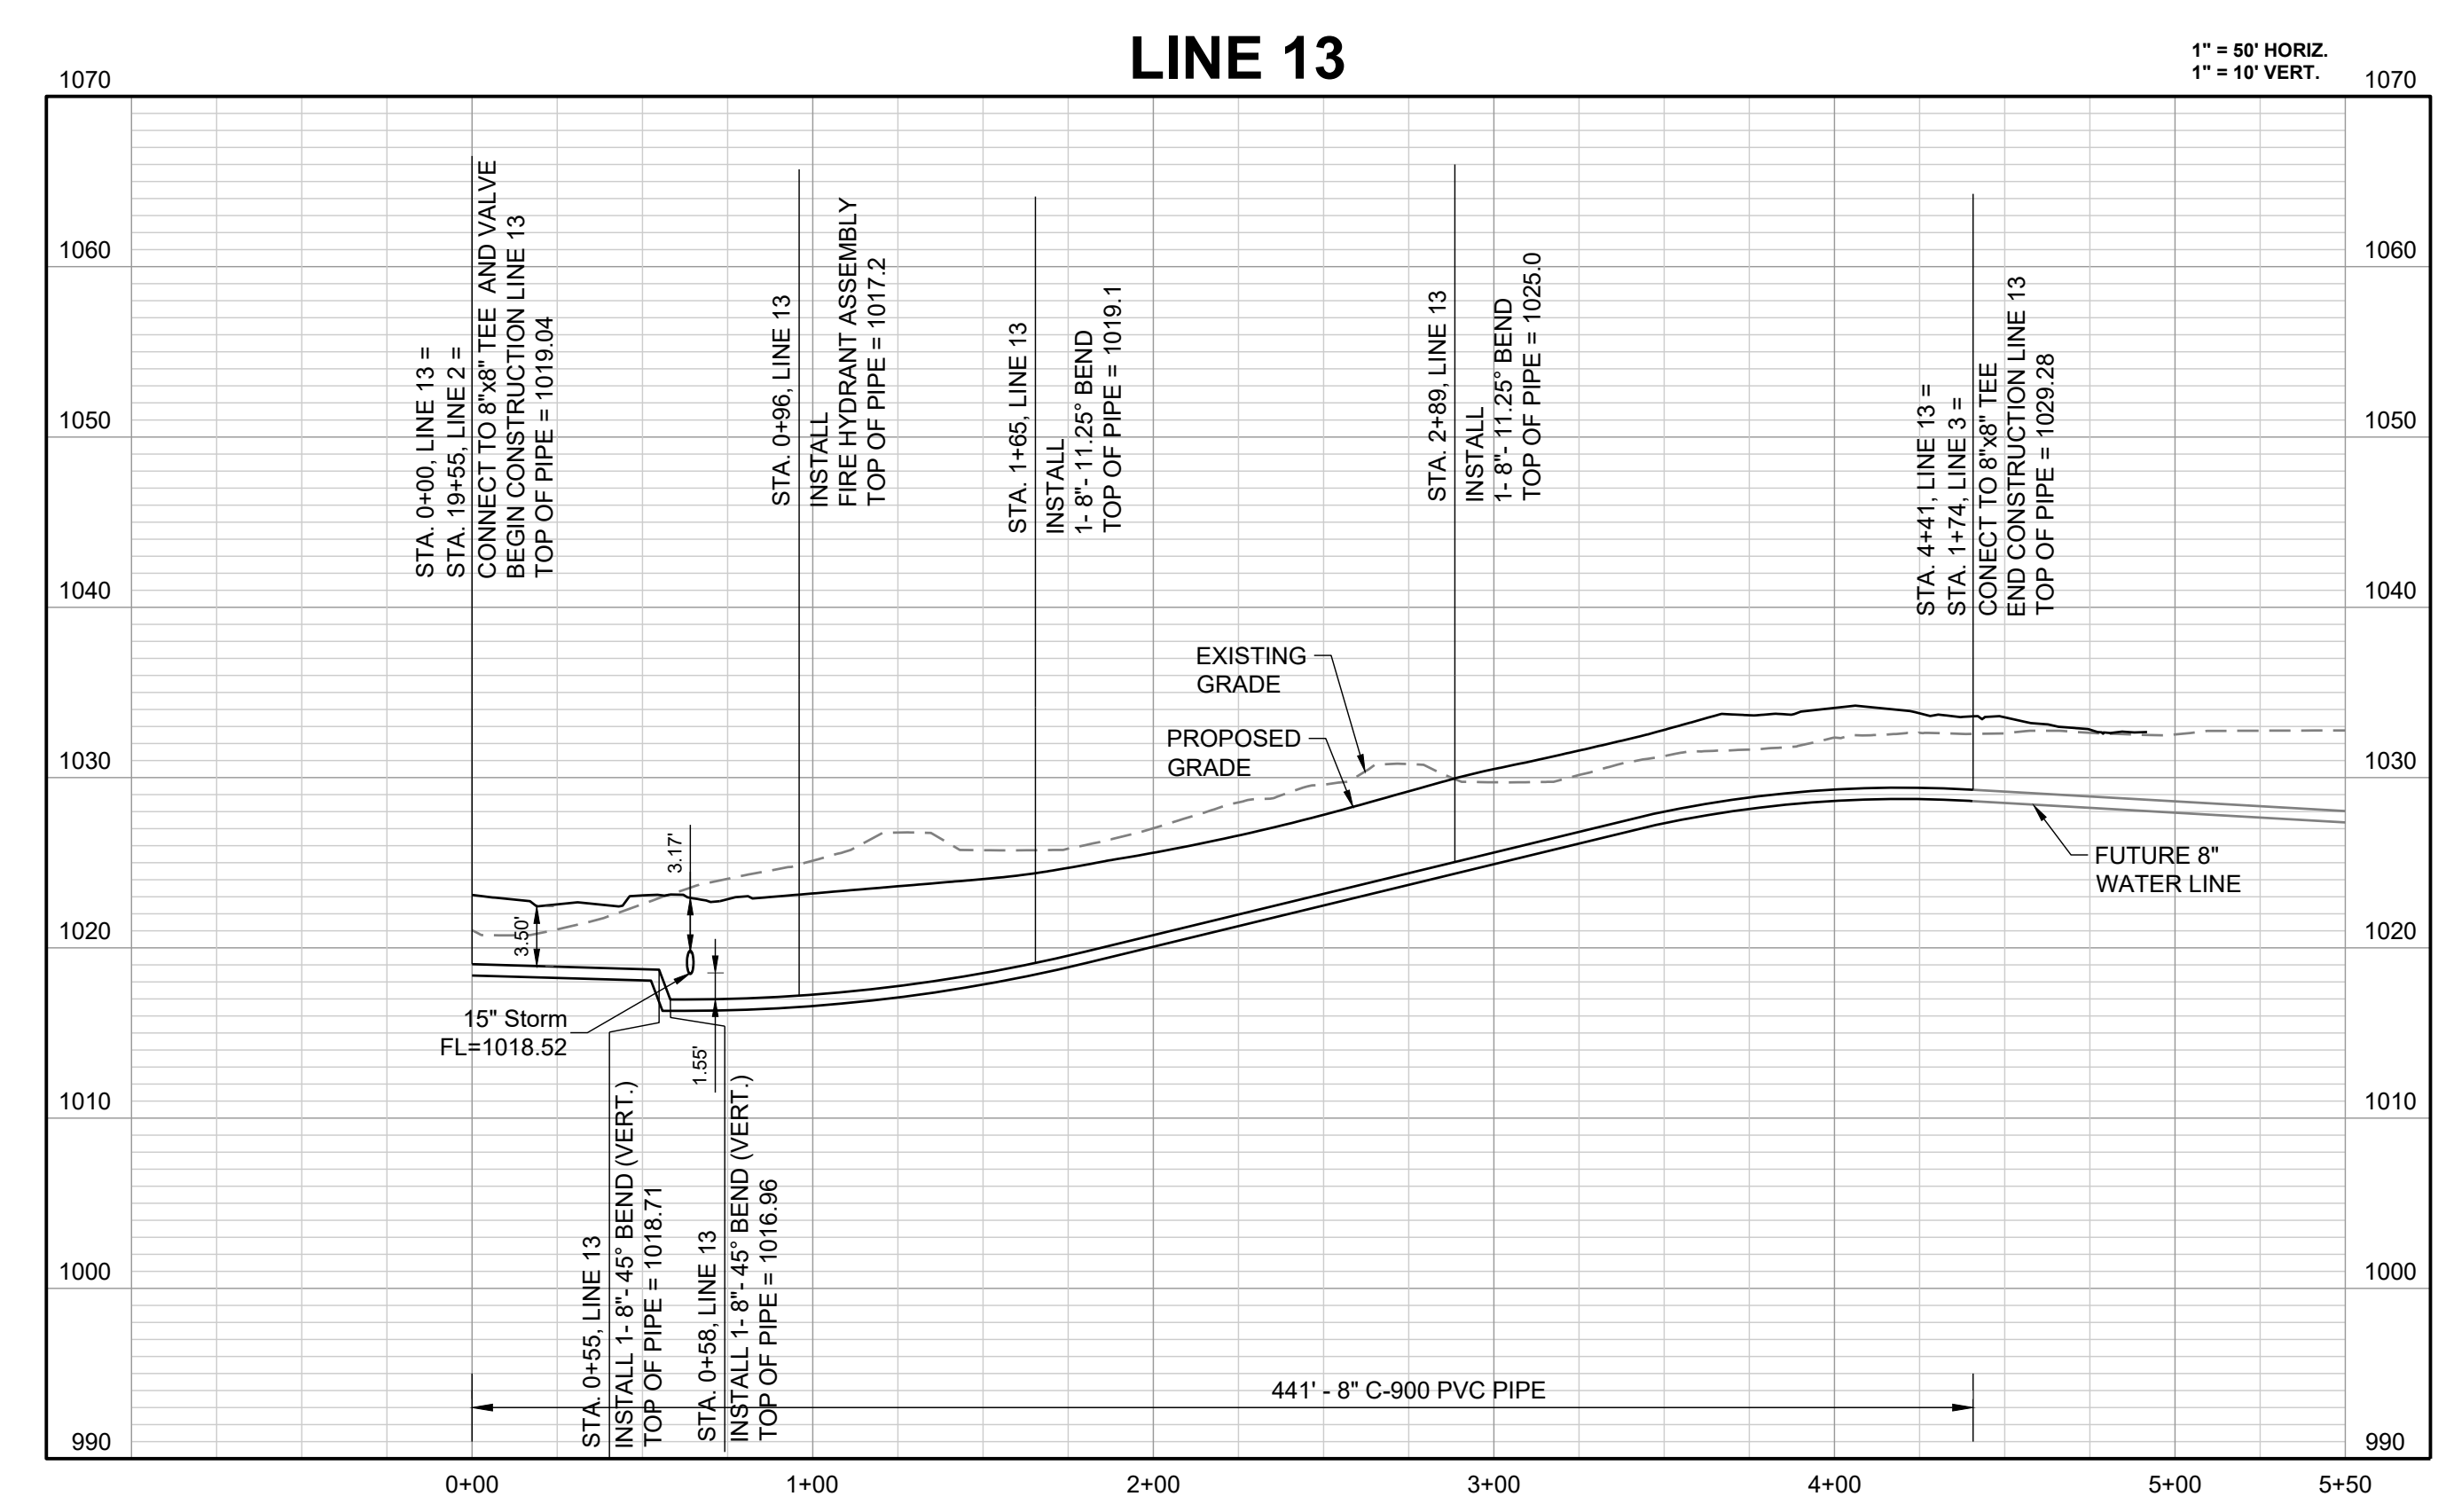 LINE 13
1" = 50' HORIZ.
1" = 10' VERT.
1070
1070
1060
1060
1050
1050
1040
1040
1030
1030
1020
1020
1010
1010
1000
1000
990
990
STA. 0+00, LINE 13 =
STA. 19+55, LINE 2 =
CONNECT TO 8"x8" TEE AND VALVE
BEGIN CONSTRUCTION LINE 13
TOP OF PIPE = 1019.04
STA. 0+96, LINE 13
INSTALL
FIRE HYDRANT ASSEMBLY
TOP OF PIPE = 1017.2
STA. 1+65, LINE 13
INSTALL
1- 8"- 11.25° BEND
TOP OF PIPE = 1019.1
STA. 2+89, LINE 13
INSTALL
1- 8"- 11.25° BEND
TOP OF PIPE = 1025.0
STA. 4+41, LINE 13 =
STA. 1+74, LINE 3 =
CONECT TO 8"x8" TEE
END CONSTRUCTION LINE 13
TOP OF PIPE = 1029.28
EXISTING
GRADE
PROPOSED
GRADE
3.17'
3.50'
1.55'
15" Storm
FL=1018.52
FUTURE 8"
WATER LINE
STA. 0+55, LINE 13
INSTALL 1- 8"- 45° BEND (VERT.)
TOP OF PIPE = 1018.71
STA. 0+58, LINE 13
INSTALL 1- 8"- 45° BEND (VERT.)
TOP OF PIPE = 1016.96
441' - 8" C-900 PVC PIPE
0+00
1+00
2+00
3+00
4+00
5+00
5+50